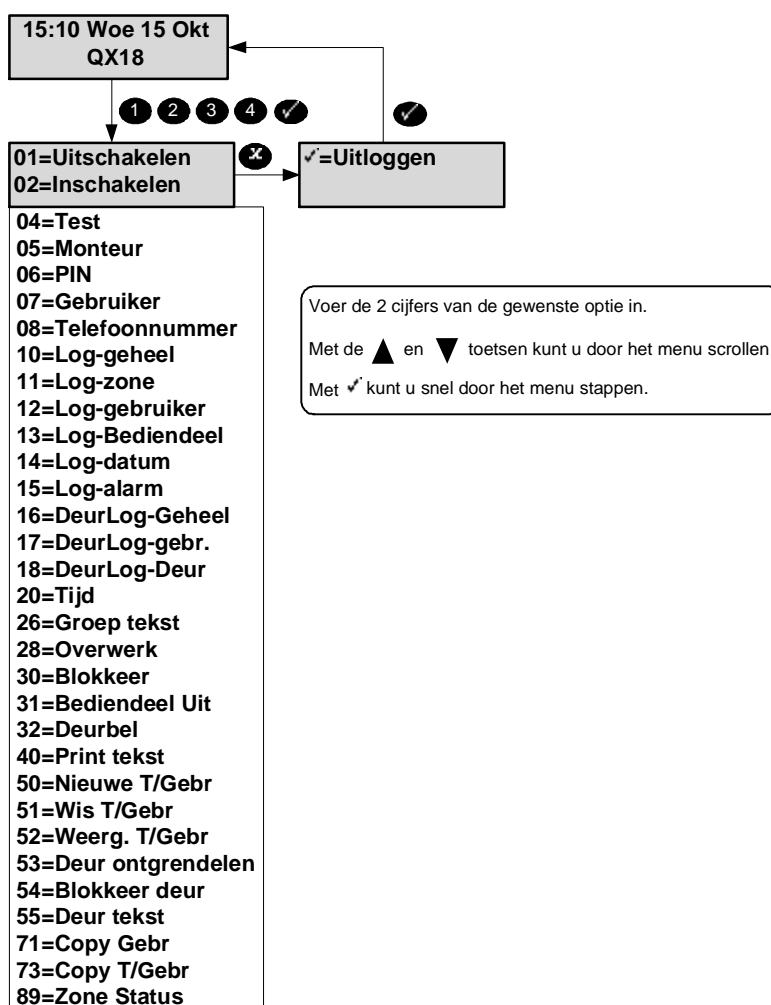 15:10 Woe 15 Okt
QX18
1 2 3 4 ✓
✓
01=Uitschakelen
02=Inschakelen
x
✓=Uitloggen
04=Test
05=Monteur
06=PIN
07=Gebruiker
08=Telefoonnummer
10=Log-geheel
11=Log-zone
12=Log-gebruiker
13=Log-Bediendeel
14=Log-datum
15=Log-alarm
16=DeurLog-Geheel
17=DeurLog-gebr.
18=DeurLog-Deur
20=Tijd
26=Groep tekst
28=Overwerk
30=Blokkeer
31=Bediendeel Uit
32=Deurbel
40=Print tekst
50=Nieuwe T/Gebr
51=Wis T/Gebr
52=Weerg. T/Gebr
53=Deur ontgrendelen
54=Blokkeer deur
55=Deur tekst
71=Copy Gebr
73=Copy T/Gebr
89=Zone Status
Voer de 2 cijfers van de gewenste optie in.
Met de ▲ en ▼ toetsen kunt u door het menu scrollen
Met ✓ kunt u snel door het menu stappen.